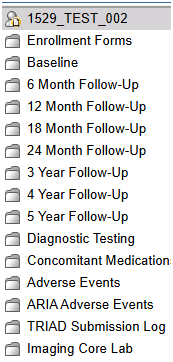 1529_TEST_002
Enrollment Forms
Baseline
6 Month Follow-Up
12 Month Follow-Up
18 Month Follow-Up
24 Month Follow-Up
3 Year Follow-Up
4 Year Follow-Up
5 Year Follow-Up
Diagnostic Testing
Concomitant Medications
Adverse Events
ARIA Adverse Events
TRIAD Submission Log
Imaging Core Lab